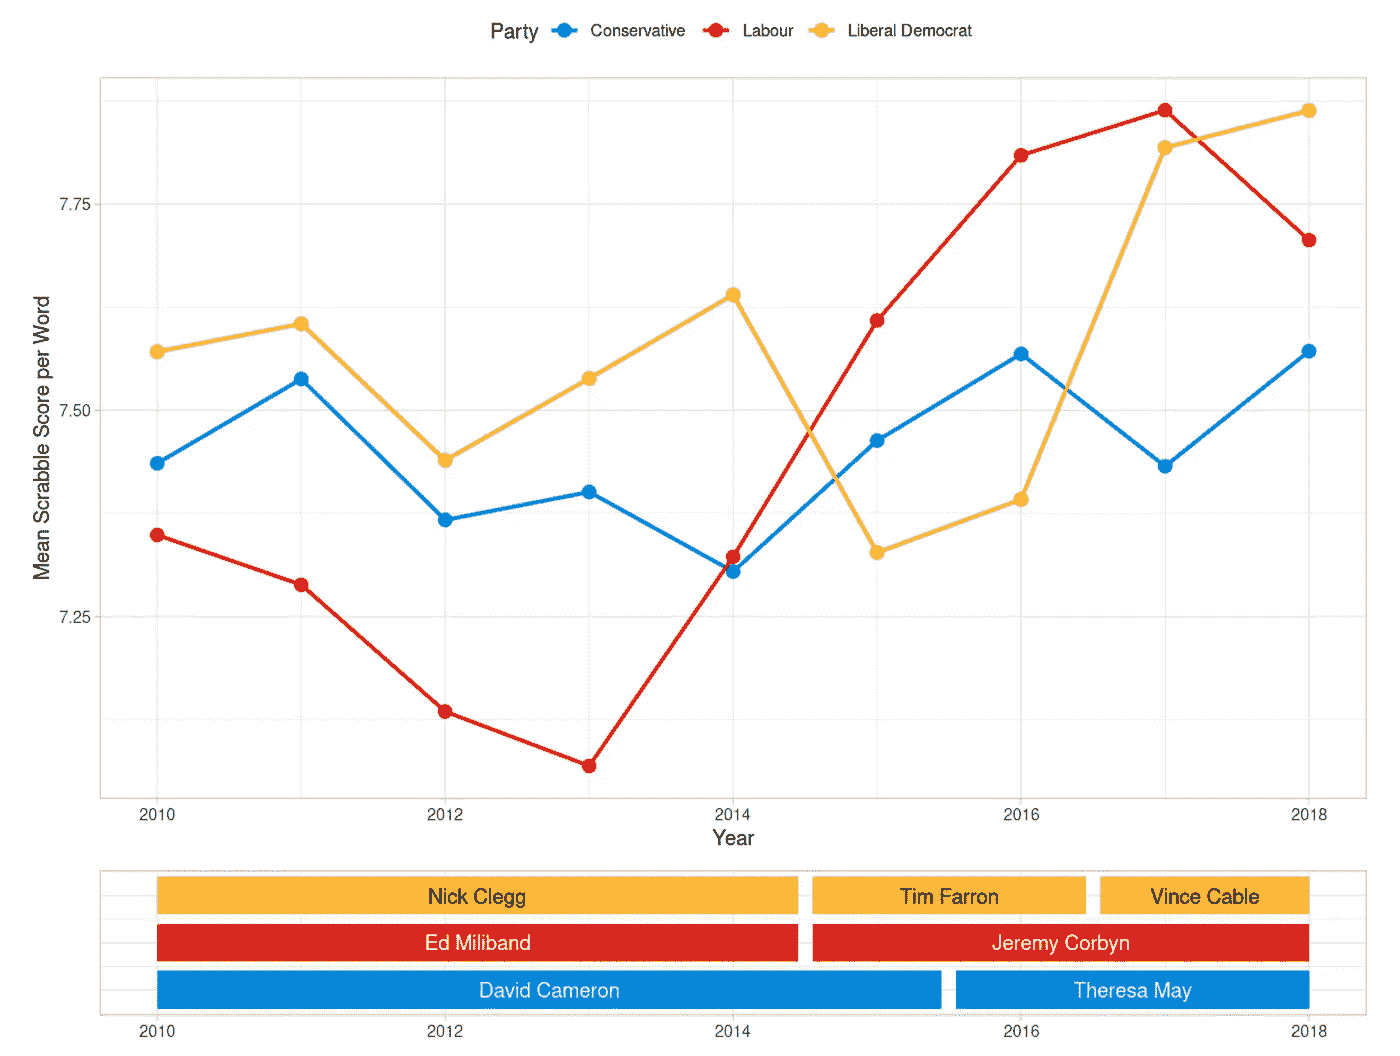 Party Conservative Labour Liberal Democrat
Mean Scrabble Score per Word
7.75
7.50
7.25
2010 2012 2014 2016 2018
Year
Nick Clegg Tim Farron Vince Cable
Ed Miliband Jeremy Corbyn
David Cameron Theresa May
2010 2012 2014 2016 2018